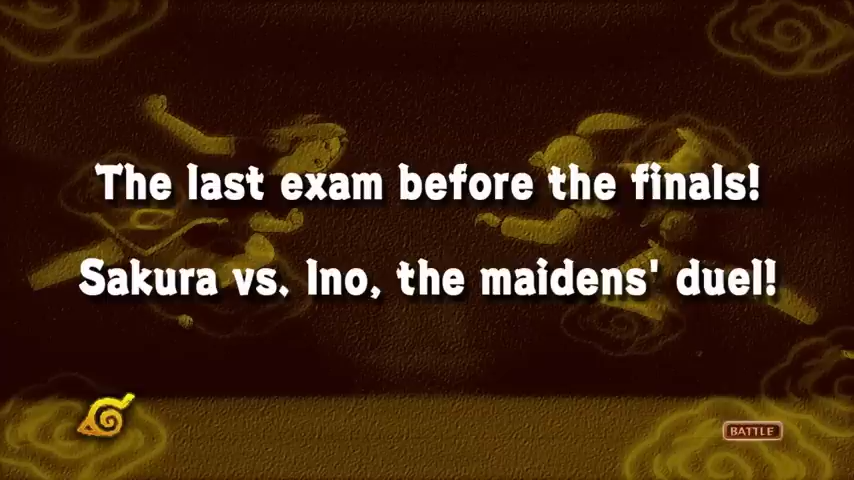 The last exam before the finals!
Sakura vs. Ino, the maidens' duel!
BATTLE